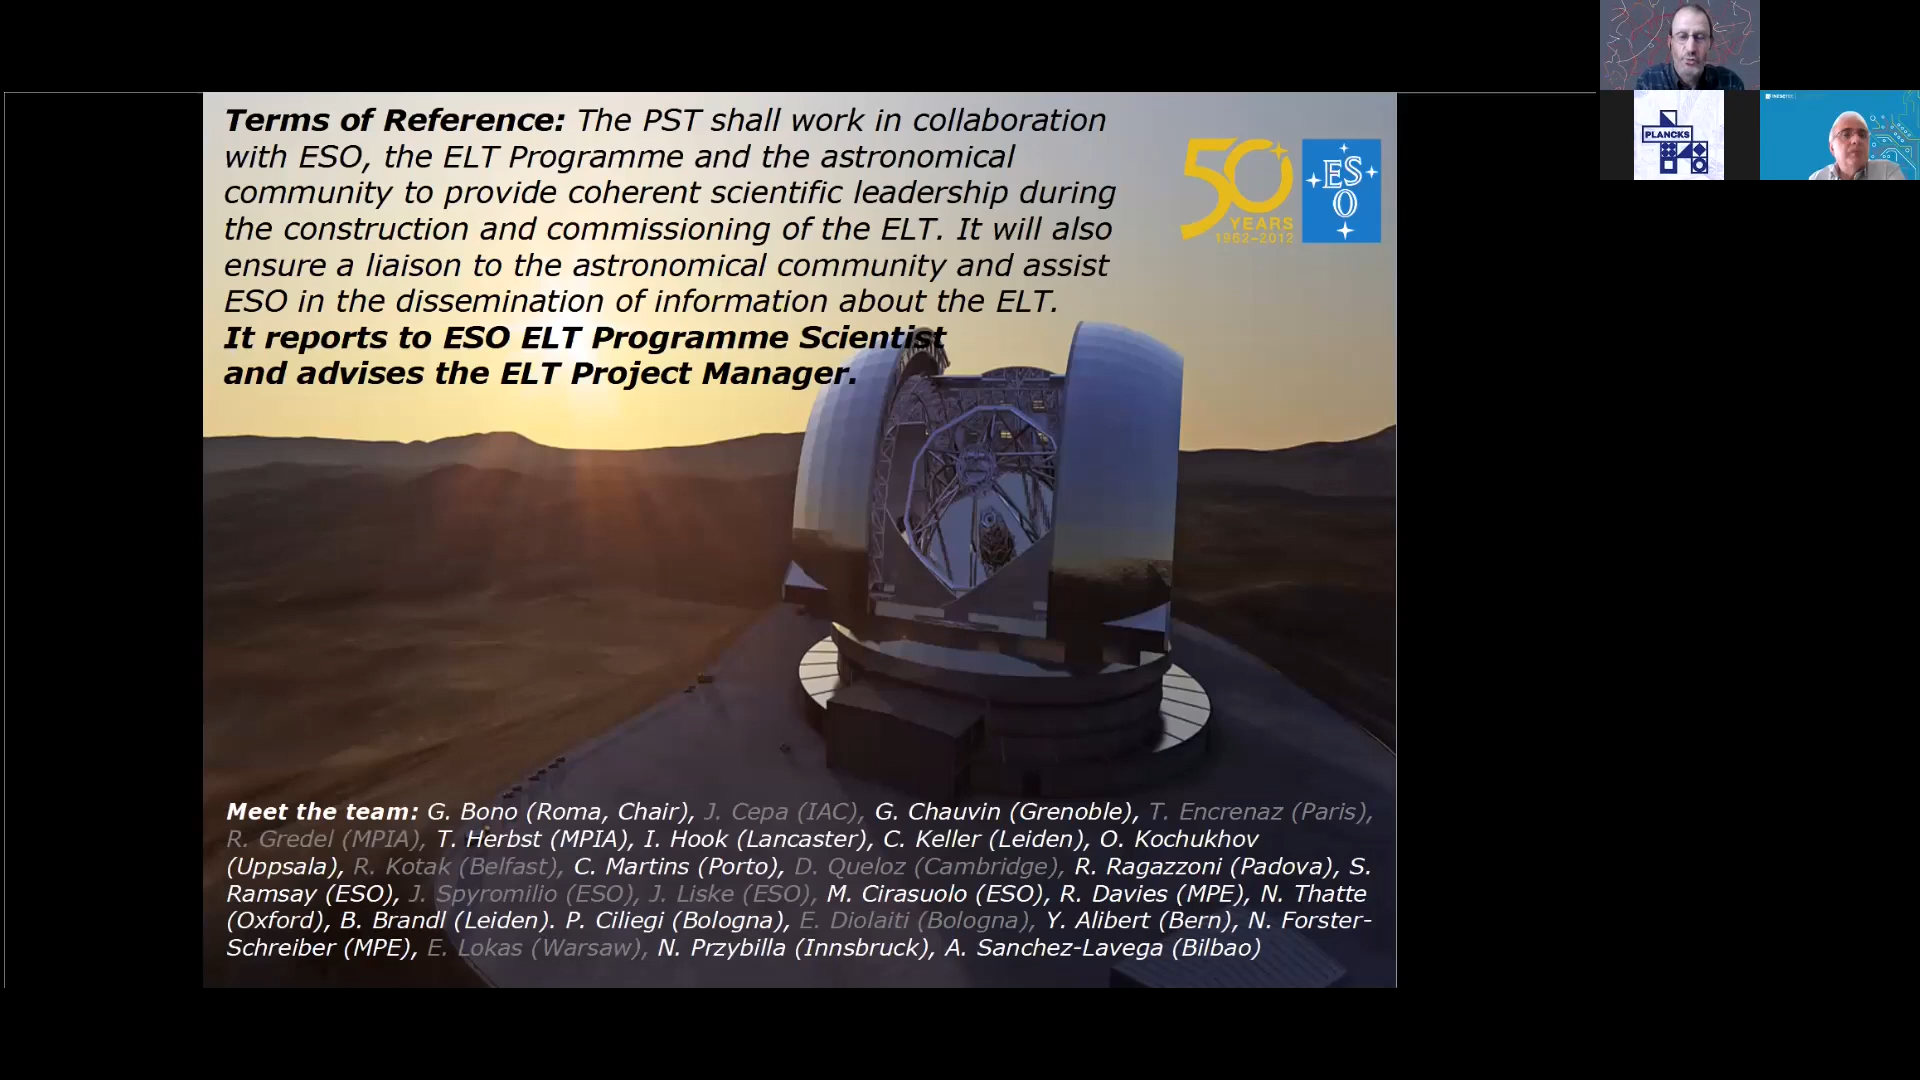 Terms of Reference: The PST shall work in collaboration
with ESO, the ELT Programme and the astronomical
community to provide coherent scientific leadership during
the construction and commissioning of the ELT. It will also
ensure a liaison to the astronomical community and assist
ESO in the dissemination of information about the ELT.
It reports to ESO ELT Programme Scientist
and advises the ELT Project Manager.
50
YEARS
1962-2012
ES
O
PLANCKS
Meet the team: G. Bono (Roma, Chair), J. Cepa (IAC), G. Chauvin (Grenoble), T. Encrenaz (Paris),
R. Gredel (MPIA), T. Herbst (MPIA), I. Hook (Lancaster), C. Keller (Leiden), O. Kochukhov
(Uppsala), R. Kotak (Belfast), C. Martins (Porto), D. Queloz (Cambridge), R. Ragazzoni (Padova), S.
Ramsay (ESO), J. Spyromilio (ESO), J. Liske (ESO), M. Cirasuolo (ESO), R. Davies (MPE), N. Thatte
(Oxford), B. Brandl (Leiden). P. Ciliegi (Bologna), E. Diolaiti (Bologna), Y. Alibert (Bern), N. Forster-
Schreiber (MPE), E. Lokas (Warsaw), N. Przybilla (Innsbruck), A. Sanchez-Lavega (Bilbao)